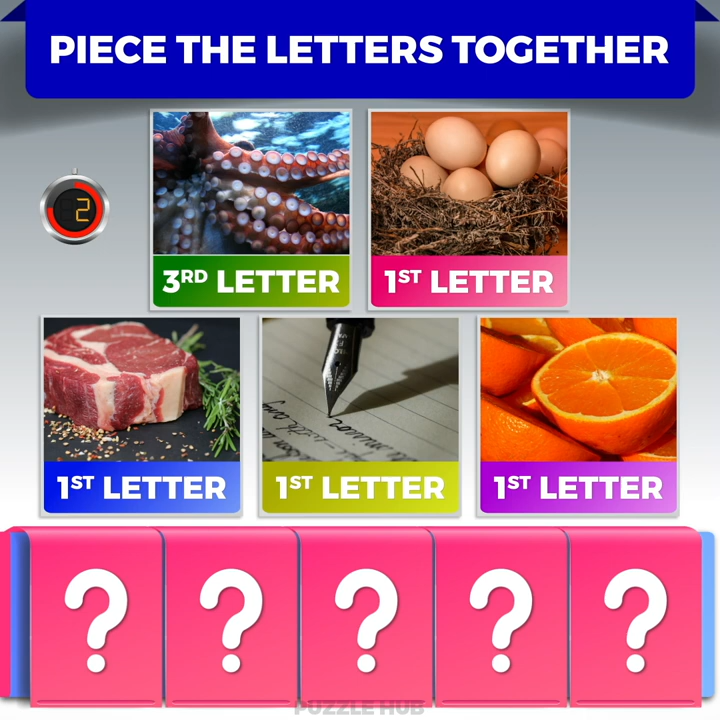 PIECE THE LETTERS TOGETHER
2
3RD LETTER
1ST LETTER
1ST LETTER
1ST LETTER
1ST LETTER
? ? ? ? ?
PUZZLE HUB